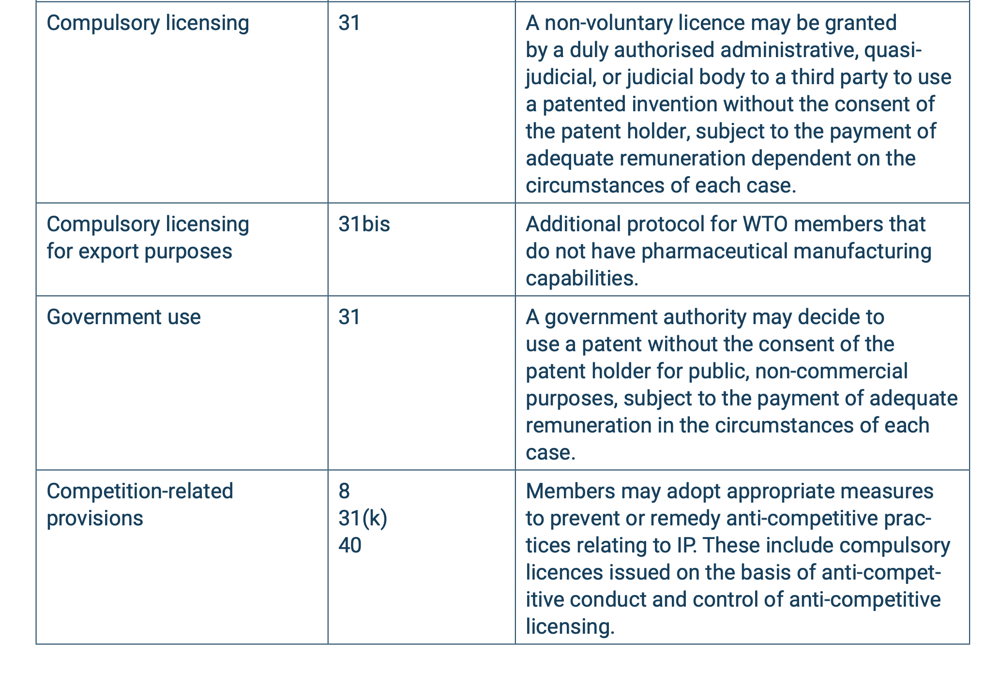 Compulsory licensing
31
A non-voluntary licence may be granted
by a duly authorised administrative, quasi-
judicial, or judicial body to a third party to use
a patented invention without the consent of
the patent holder, subject to the payment of
adequate remuneration dependent on the
circumstances of each case.
Compulsory licensing
for export purposes
31bis
Additional protocol for WTO members that
do not have pharmaceutical manufacturing
capabilities.
Government use
31
A government authority may decide to
use a patent without the consent of the
patent holder for public, non-commercial
purposes, subject to the payment of adequate
remuneration in the circumstances of each
case.
Competition-related
provisions
8
31(k)
40
Members may adopt appropriate measures
to prevent or remedy anti-competitive prac-
tices relating to IP. These include compulsory
licences issued on the basis of anti-compet-
itive conduct and control of anti-competitive
licensing.